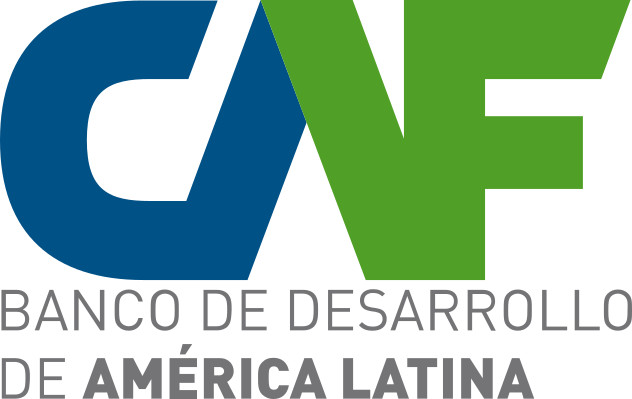 CAF
BANCO DE DESARROLLO
DE AMÉRICA LATINA